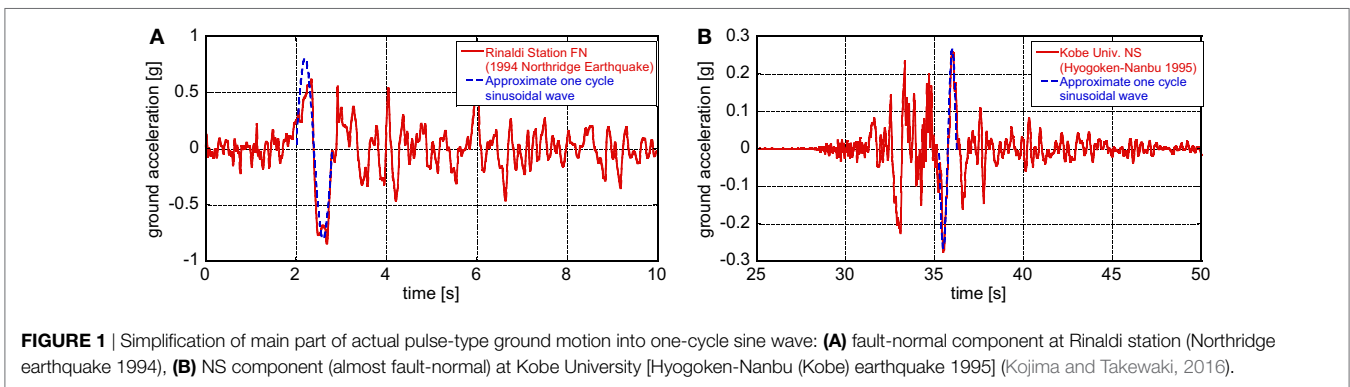 A
ground acceleration [g]
1
0.5
0
-0.5
-1
Rinaldi Station FN
(1994 Northridge Earthquake)
Approximate one cycle
sinusoidal wave
0 2 4 6 8 10
time [s]
B
ground acceleration [g]
0.3
0.2
0.1
0
-0.1
-0.2
-0.3
Kobe Univ. NS
(Hyogoken-Nanbu 1995)
Approximate one cycle
sinusoidal wave
25 30 35 40 45 50
time [s]
FIGURE 1 | Simplification of main part of actual pulse-type ground motion into one-cycle sine wave: (A) fault-normal component at Rinaldi station (Northridge
earthquake 1994), (B) NS component (almost fault-normal) at Kobe University [Hyogoken-Nanbu (Kobe) earthquake 1995] (Kojima and Takewaki, 2016).